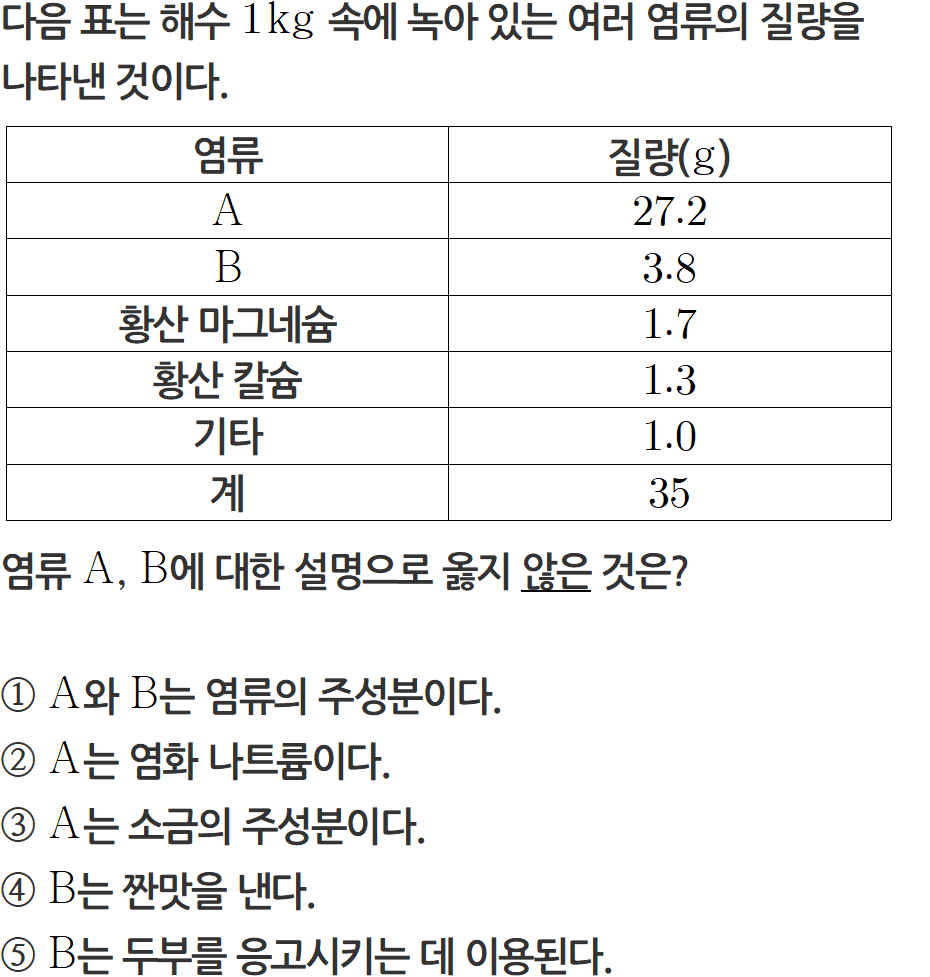 다음 표는 해수 1kg 속에 녹아 있는 여러 염류의 질량을
나타낸 것이다.
염류 질량(g)
A 27.2
B 3.8
황산 마그네슘 1.7
황산 칼슘 1.3
기타 1.0
계 35
염류 A, B에 대한 설명으로 옳지 않은 것은?
① A와 B는 염류의 주성분이다.
② A는 염화 나트륨이다.
③ A는 소금의 주성분이다.
④ B는 짠맛을 낸다.
⑤ B는 두부를 응고시키는 데 이용된다.